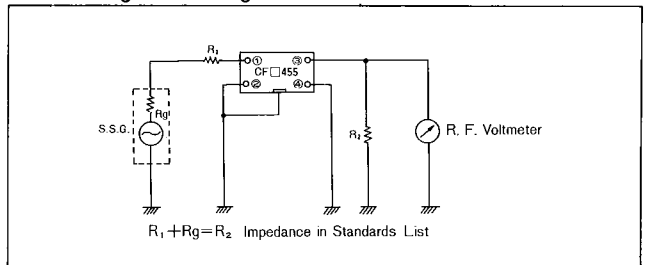 R₁
① ③
CF□455
② ④
Rg
S.S.G.
R₂
R. F. Voltmeter
R₁+Rg=R₂ Impedance in Standards List